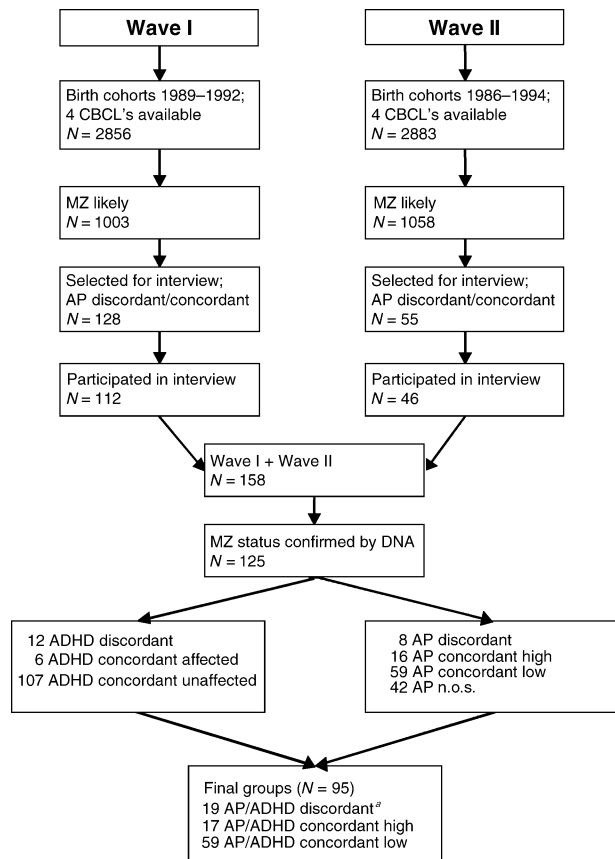 Wave I
Wave II
Birth cohorts 1989–1992;
4 CBCL's available
N = 2856
Birth cohorts 1986–1994;
4 CBCL's available
N = 2883
MZ likely
N = 1003
MZ likely
N = 1058
Selected for interview;
AP discordant/concordant
N = 128
Selected for interview;
AP discordant/concordant
N = 55
Participated in interview
N = 112
Participated in interview
N = 46
Wave I + Wave II
N = 158
MZ status confirmed by DNA
N = 125
12 ADHD discordant
6 ADHD concordant affected
107 ADHD concordant unaffected
8 AP discordant
16 AP concordant high
59 AP concordant low
42 AP n.o.s.
Final groups (N = 95)
19 AP/ADHD discordant a
17 AP/ADHD concordant high
59 AP/ADHD concordant low